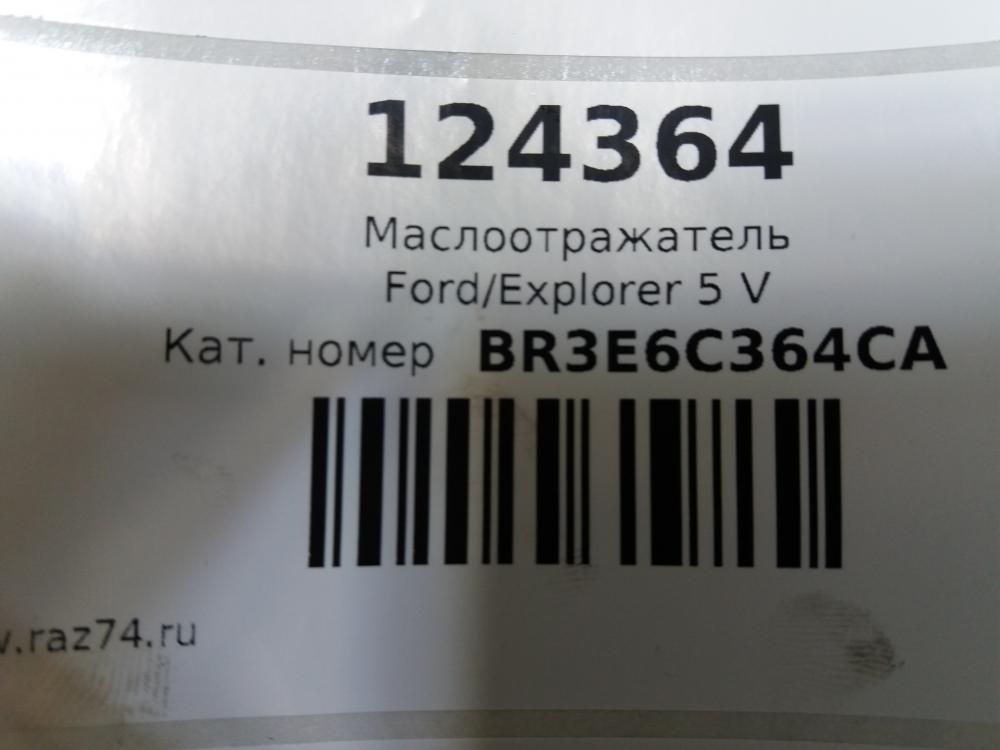 124364
Маслоотражатель
Ford/Explorer 5 V
Кат. номер BR3E6C364CA
.raz74.ru